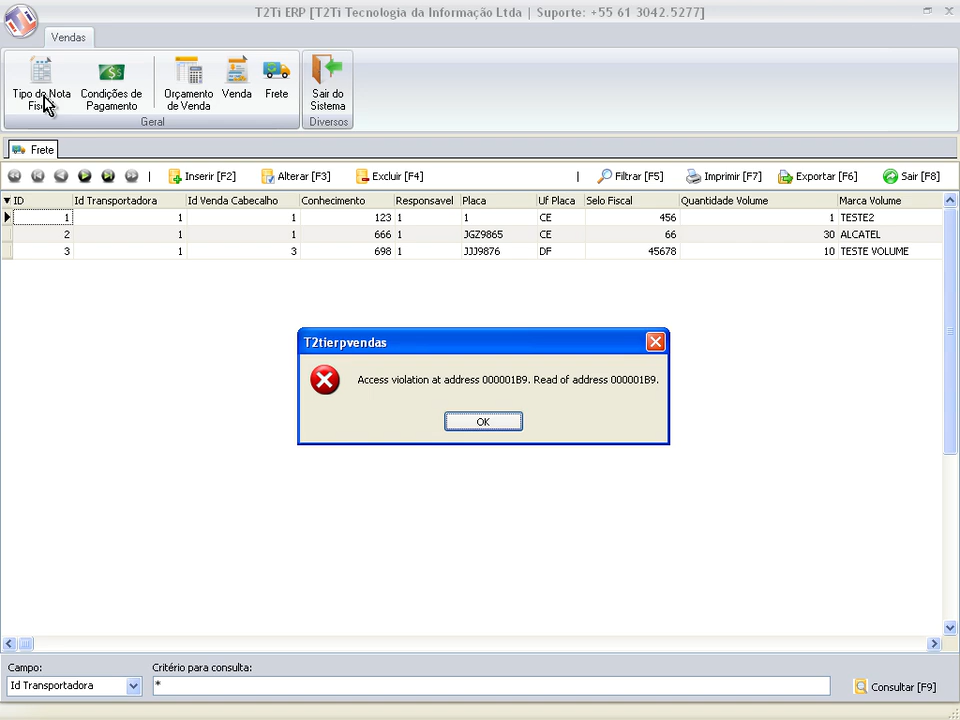 T2Ti ERP [T2Ti Tecnologia da Informação Ltda | Suporte: +55 61 3042.5277]
Vendas
Tipo de Nota Condições de Orçamento Venda Frete Sair do
Pagamento de Venda Sistema
Geral Diversos
Frete
Inserir [F2] Alterar [F3] Excluir [F4] Filtrar [F5] Imprimir [F7] Exportar [F6] Sair [F8]
ID Id Transportadora Id Venda Cabecalho Conhecimento Responsavel Placa Uf Placa Selo Fiscal Quantidade Volume Marca Volume
1 1 1 123 1 1 CE 456 1 TESTE2
2 1 1 666 1 JGZ9865 CE 66 30 ALCATEL
3 1 3 698 1 JJJ9876 DF 45678 10 TESTE VOLUME
T2tierpvendas
Access violation at address 000001B9. Read of address 000001B9.
OK
Campo: Critério para consulta:
Id Transportadora * Consultar [F9]